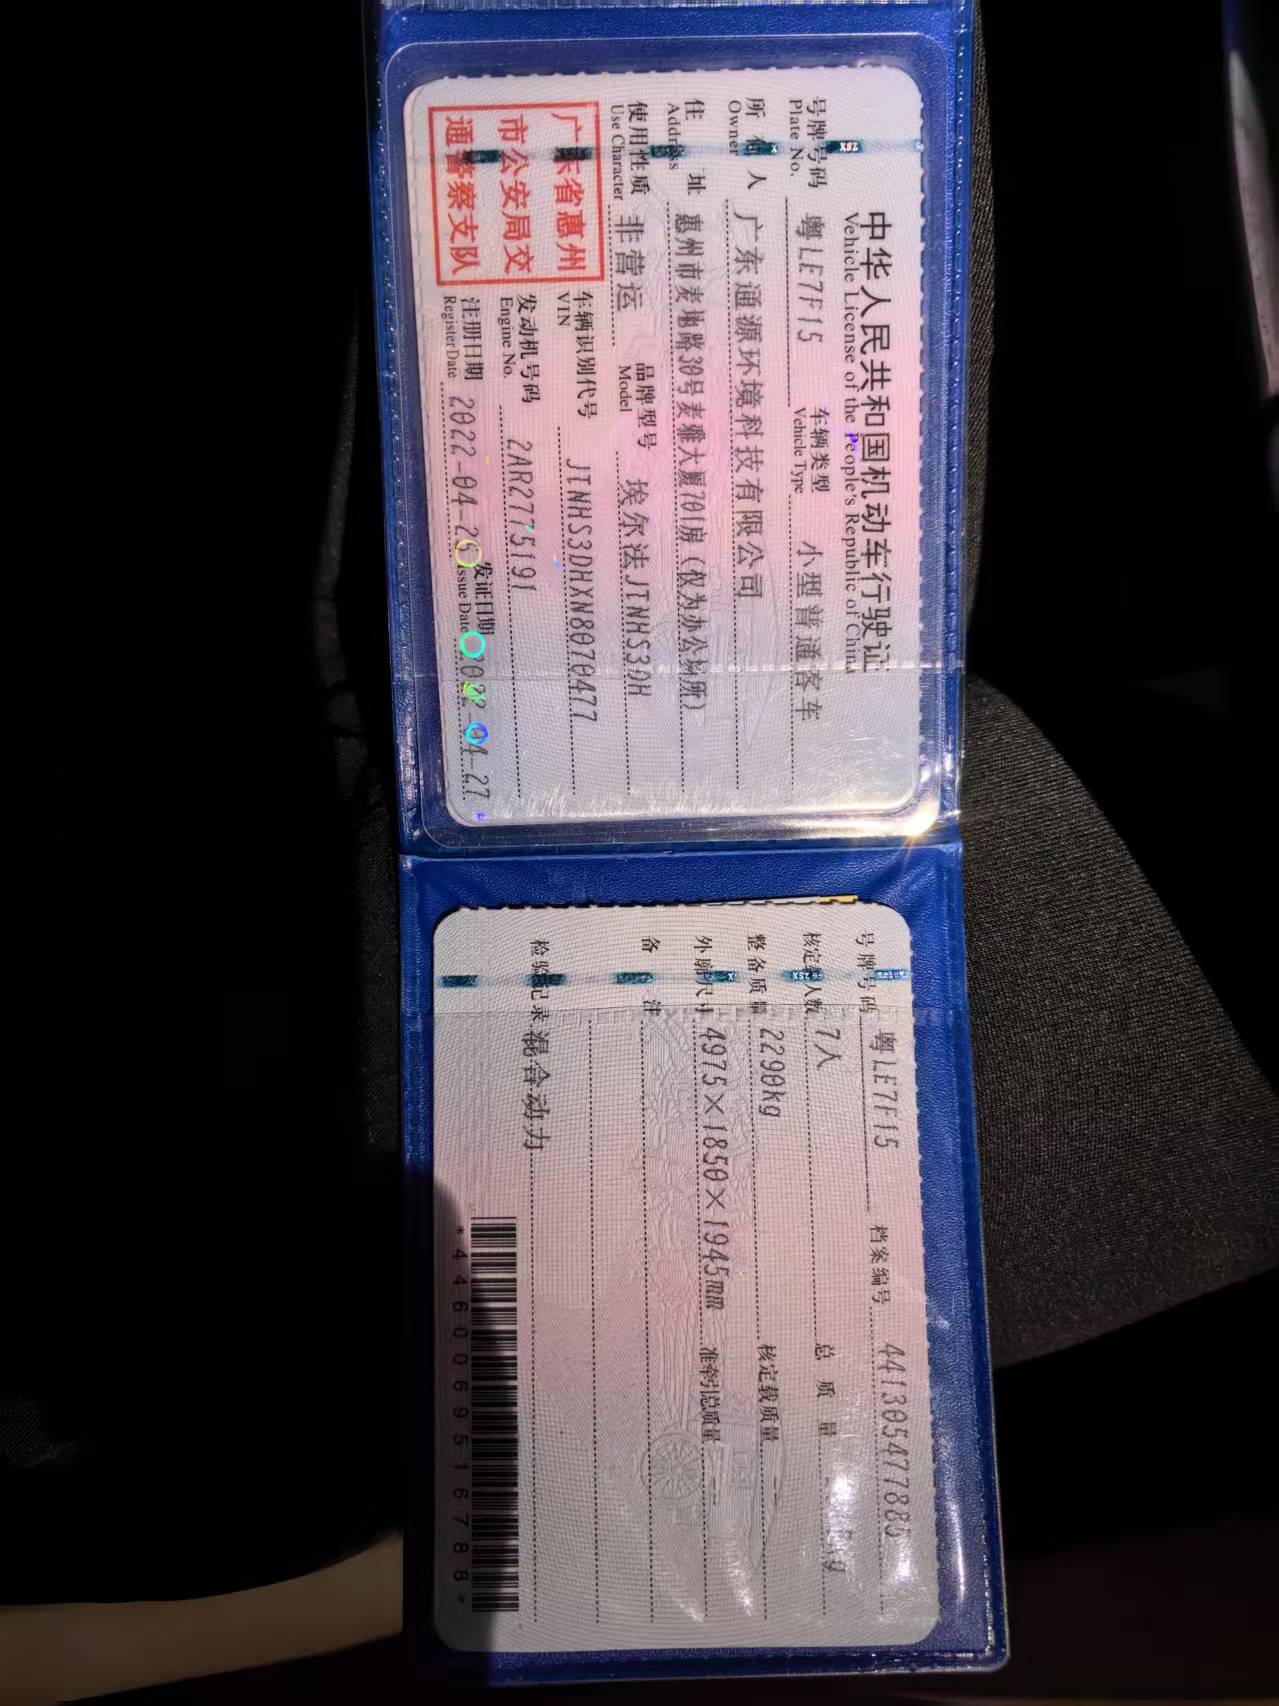 中华人民共和国机动车行驶证
Vehicle License of the People's Republic of China
号牌号码 粤LE7F15 车辆类型 小型普通客车
Plate No. Vehicle Type
所有人 广东通源环境科技有限公司
Owner
住址 惠州市麦地路38号麦雅大厦701房(仅为办公场所)
Address
使用性质 非营运 品牌型号 埃尔法JTNHS3DH
Use Character Model
广东省惠州
市公安局交
通警察支队
车辆识别代号 JTNHS3DHXN8070477
VIN
发动机号码 2AR2775191
Engine No.
注册日期 2022-04-26 发证日期 2022-04-27
Register Date Issue Date
号牌号码 粤LE7F15 档案编号 441305477885
核定载人数 7人 总质量
整备质量 2290kg 核定载质量 --
外廓尺寸 4975×1850×1945mm 准牵引总质量 --
备注
检验记录 混合动力
*4460069516788*